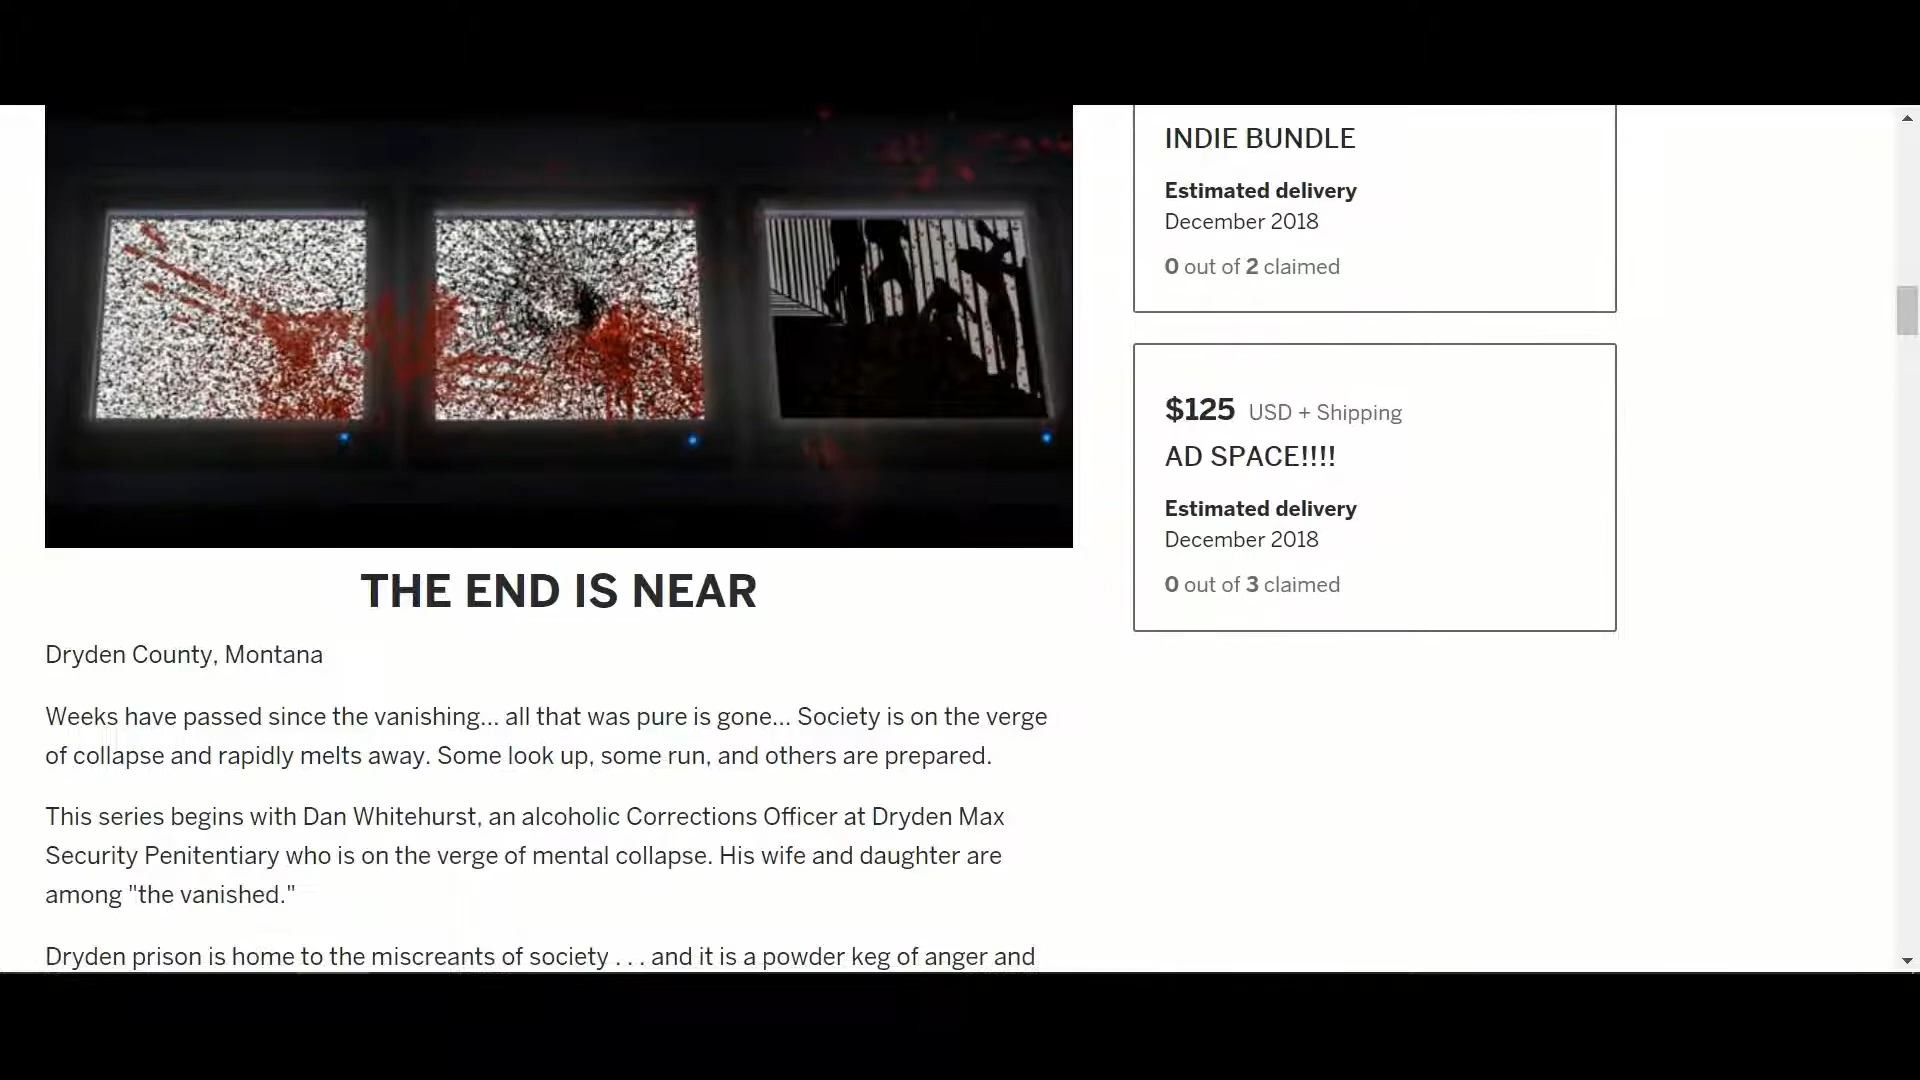 INDIE BUNDLE
Estimated delivery
December 2018
0 out of 2 claimed
$125 USD + Shipping
AD SPACE!!!!
Estimated delivery
December 2018
0 out of 3 claimed
THE END IS NEAR
Dryden County, Montana
Weeks have passed since the vanishing... all that was pure is gone... Society is on the verge
of collapse and rapidly melts away. Some look up, some run, and others are prepared.
This series begins with Dan Whitehurst, an alcoholic Corrections Officer at Dryden Max
Security Penitentiary who is on the verge of mental collapse. His wife and daughter are
among "the vanished."
Dryden prison is home to the miscreants of society . . . and it is a powder keg of anger and